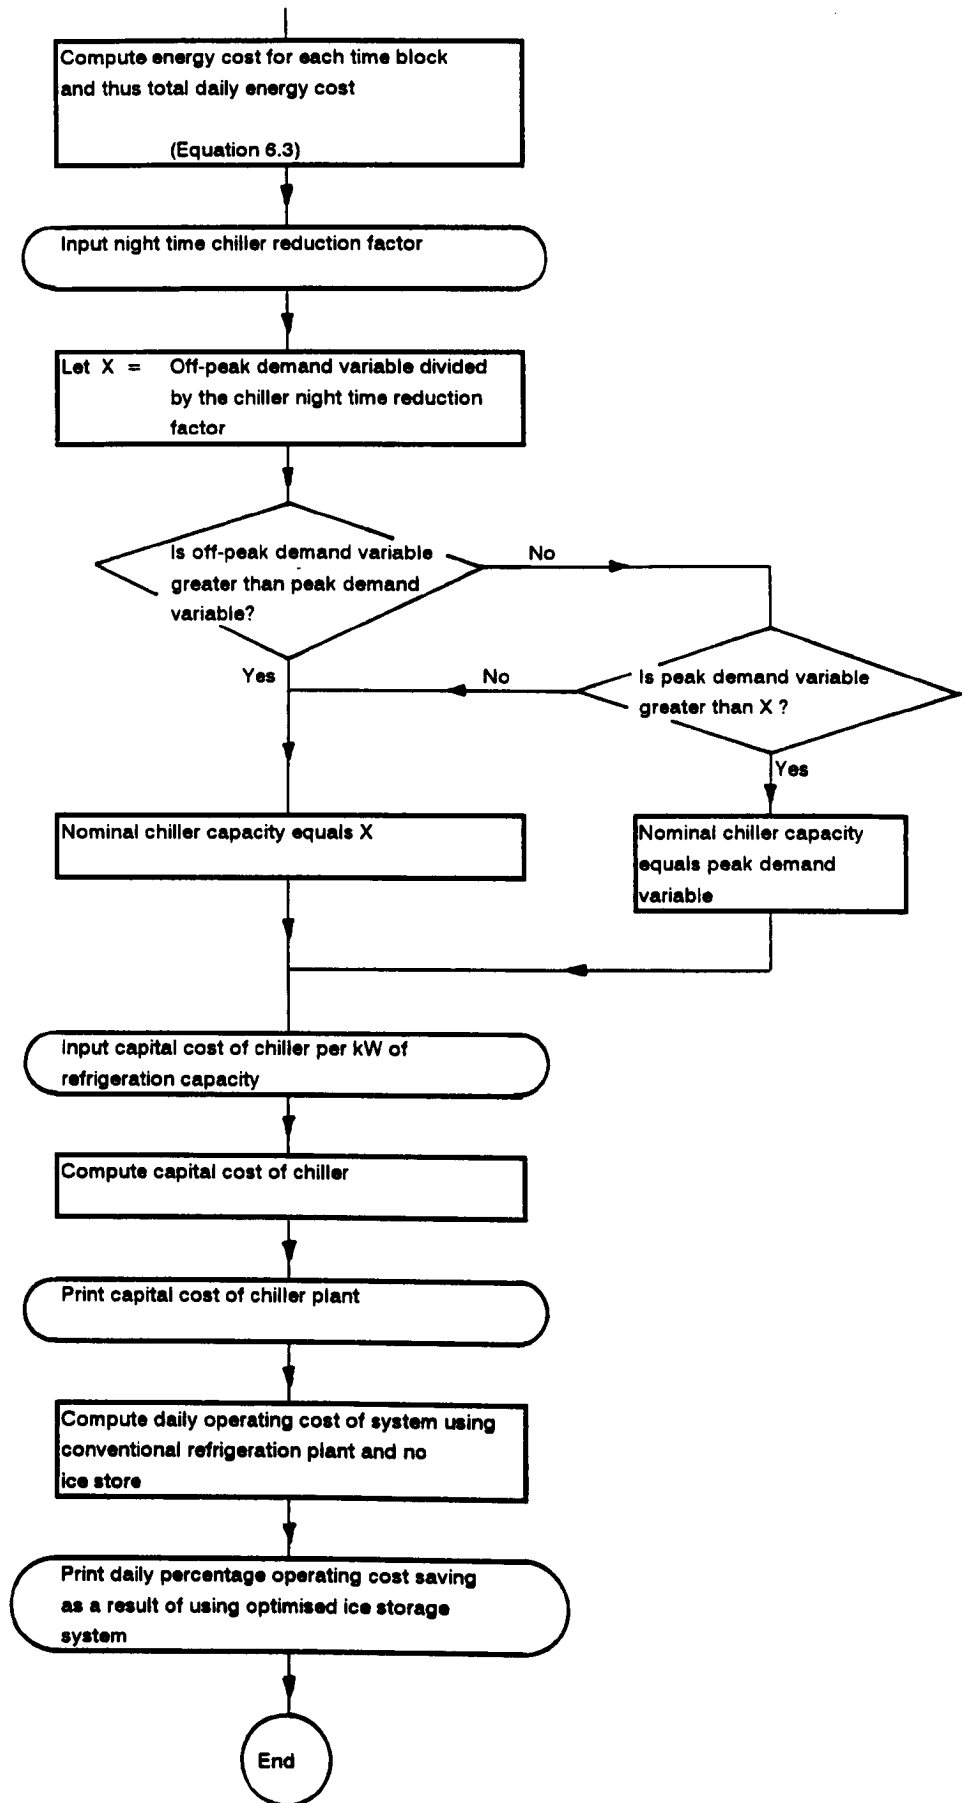 Compute energy cost for each time block
and thus total daily energy cost
(Equation 6.3)
Input night time chiller reduction factor
Let X = Off-peak demand variable divided
by the chiller night time reduction
factor
Is off-peak demand variable
greater than peak demand
variable?
No
Yes
No
Is peak demand variable
greater than X ?
Yes
Nominal chiller capacity equals X
Nominal chiller capacity
equals peak demand
variable
Input capital cost of chiller per kW of
refrigeration capacity
Compute capital cost of chiller
Print capital cost of chiller plant
Compute daily operating cost of system using
conventional refrigeration plant and no
ice store
Print daily percentage operating cost saving
as a result of using optimised ice storage
system
End